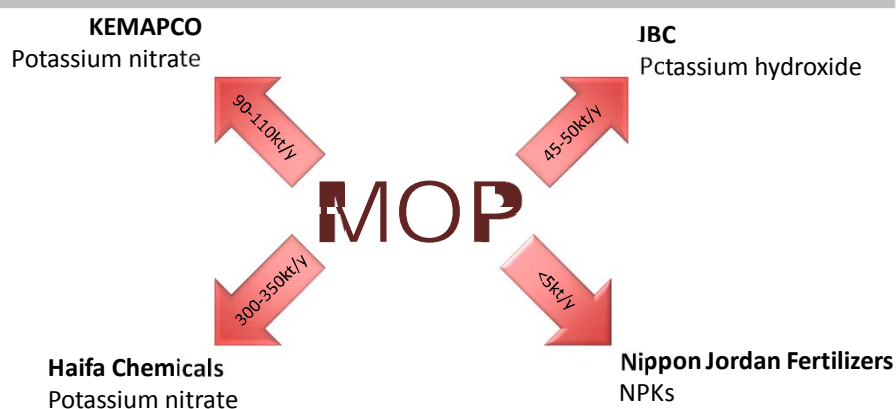 KEMAPCO
Potassium nitrate
JBC
Potassium hydroxide
90-110kt/y
45-50kt/y
MOP
300-350kt/y
<5kt/y
Haifa Chemicals
Potassium nitrate
Nippon Jordan Fertilizers
NPKs